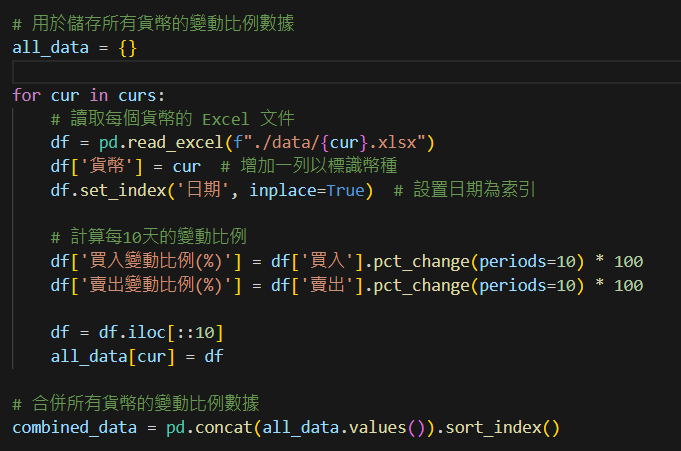 # 用於儲存所有貨幣的變動比例數據
all_data = {}
for cur in curs:
    # 讀取每個貨幣的 Excel 文件
    df = pd.read_excel(f"./data/{cur}.xlsx")
    df['貨幣'] = cur  # 增加一列以標識幣種
    df.set_index('日期', inplace=True)  # 設置日期為索引
    # 計算每10天的變動比例
    df['買入變動比例(%)'] = df['買入'].pct_change(periods=10) * 100
    df['賣出變動比例(%)'] = df['賣出'].pct_change(periods=10) * 100
    df = df.iloc[::10]
    all_data[cur] = df
# 合併所有貨幣的變動比例數據
combined_data = pd.concat(all_data.values()).sort_index()